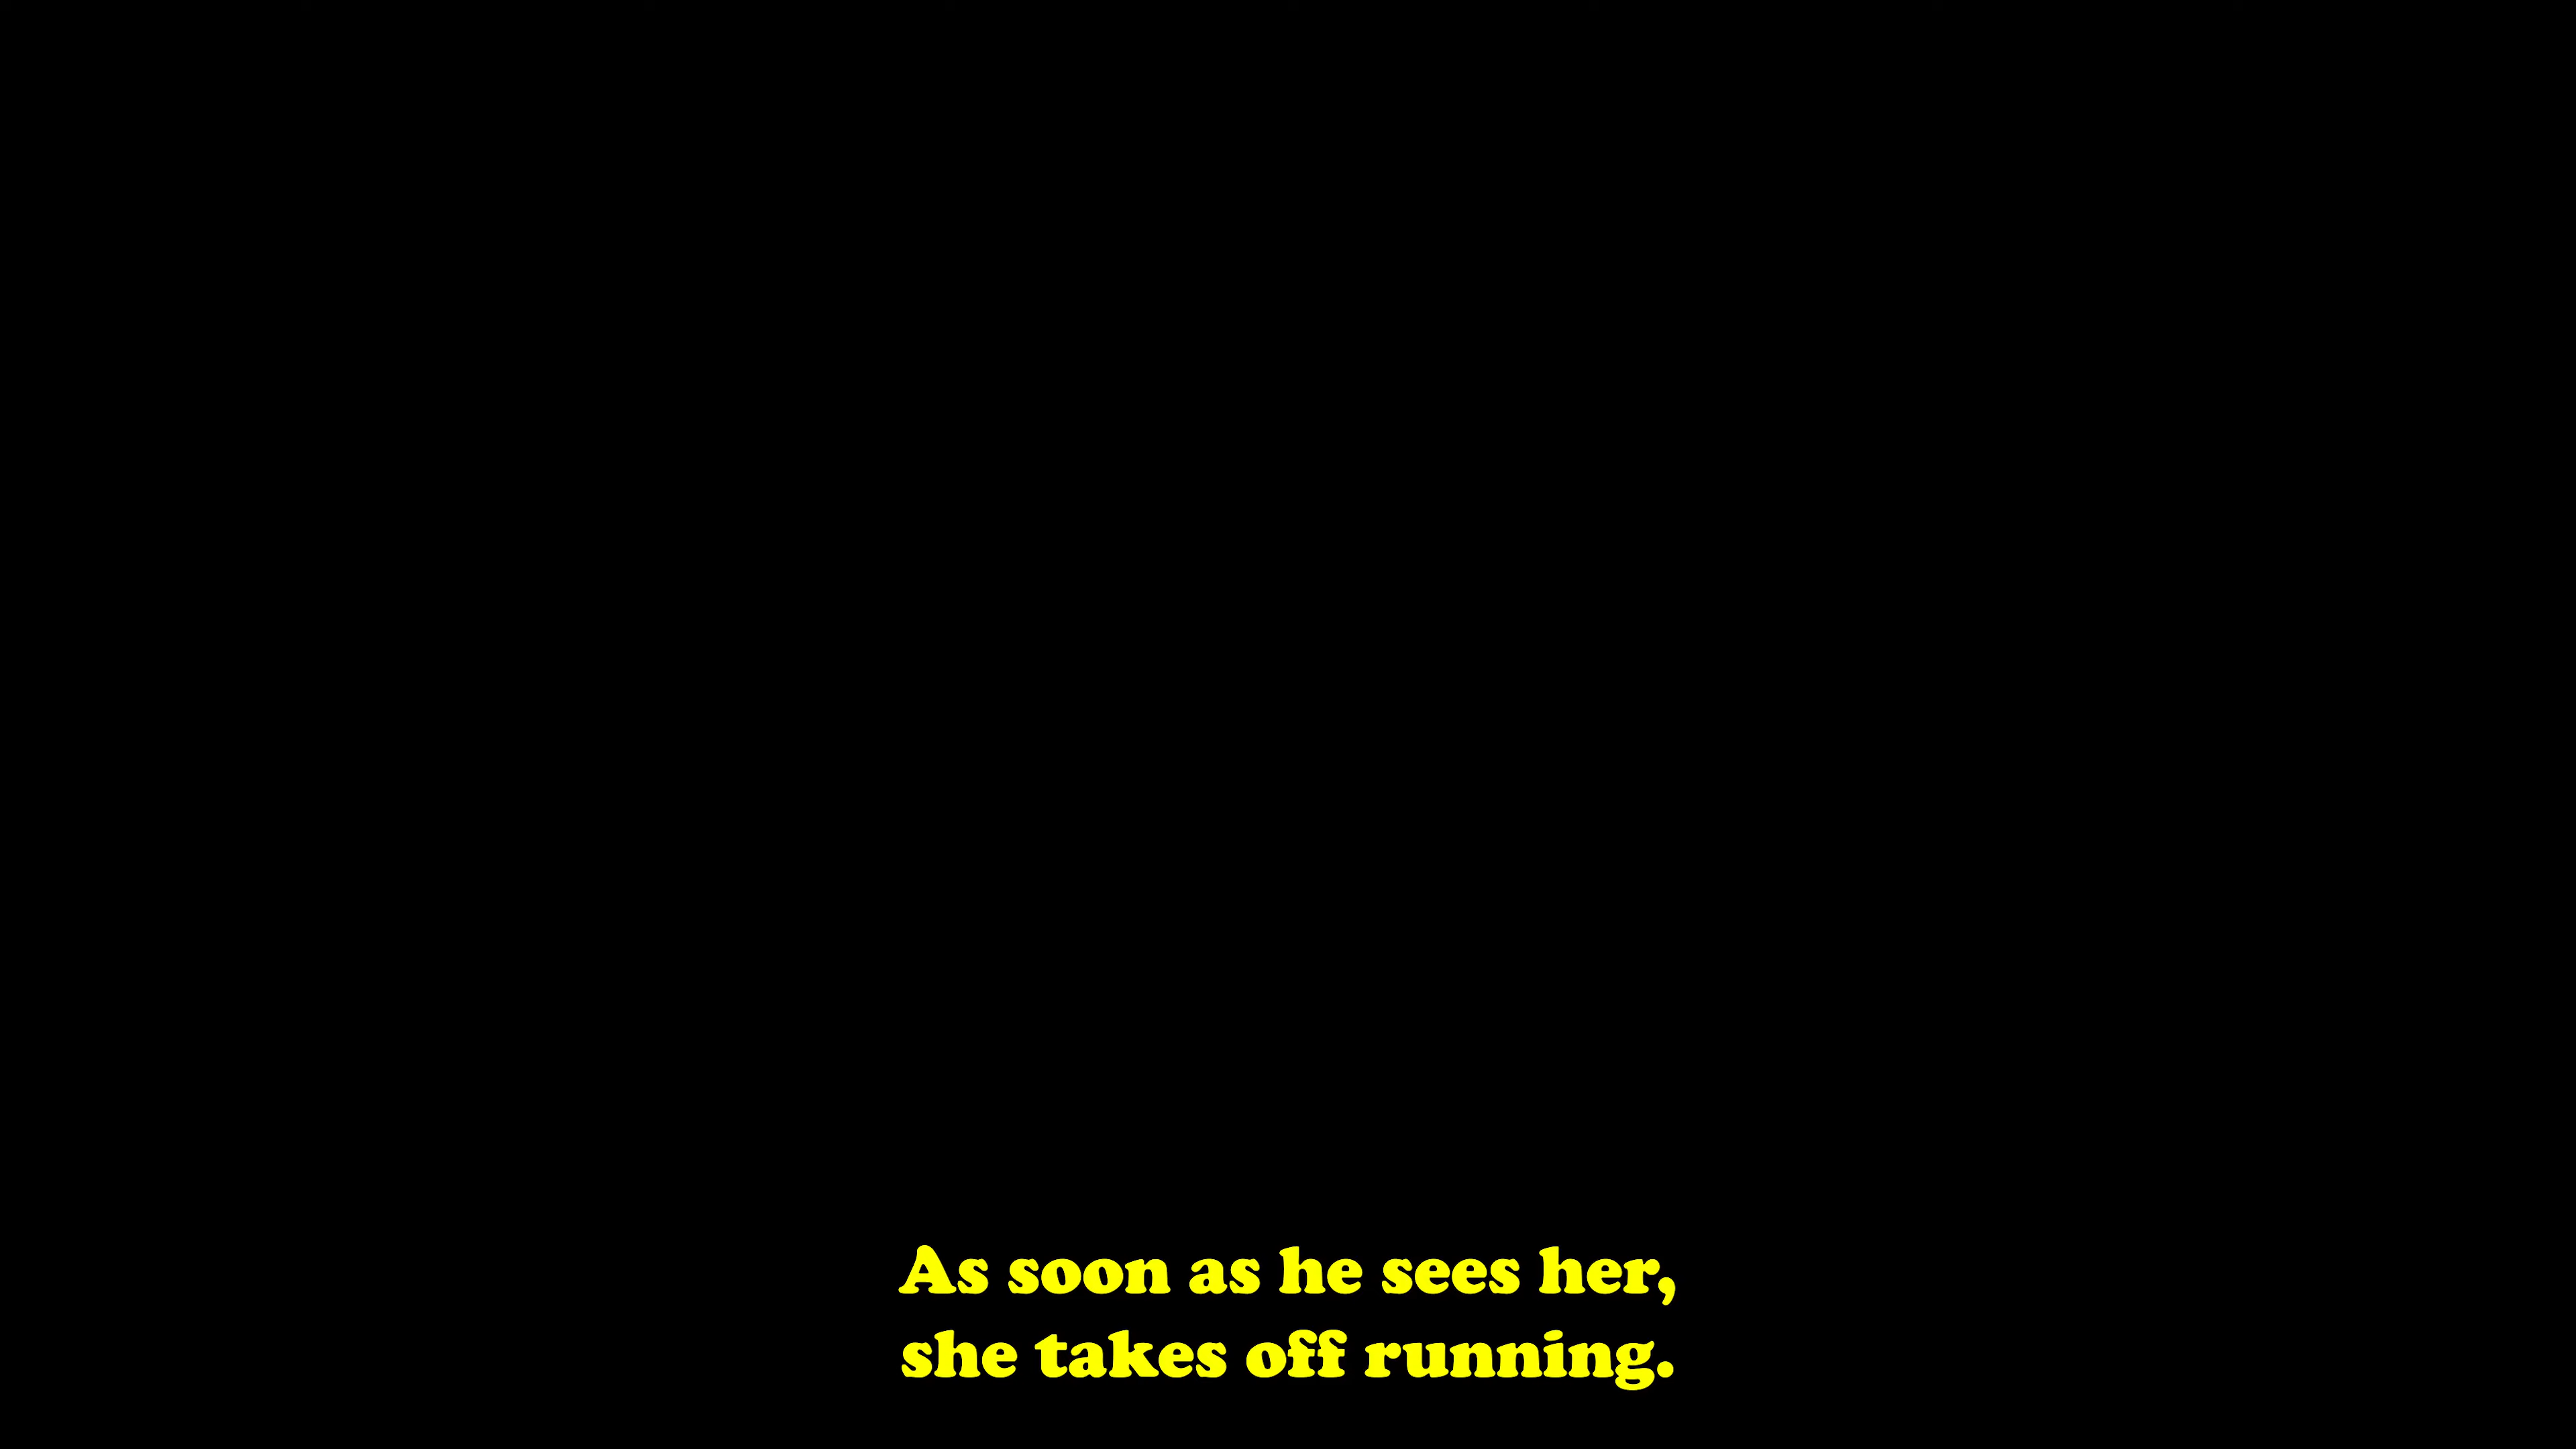 As soon as he sees her,
she takes off running.